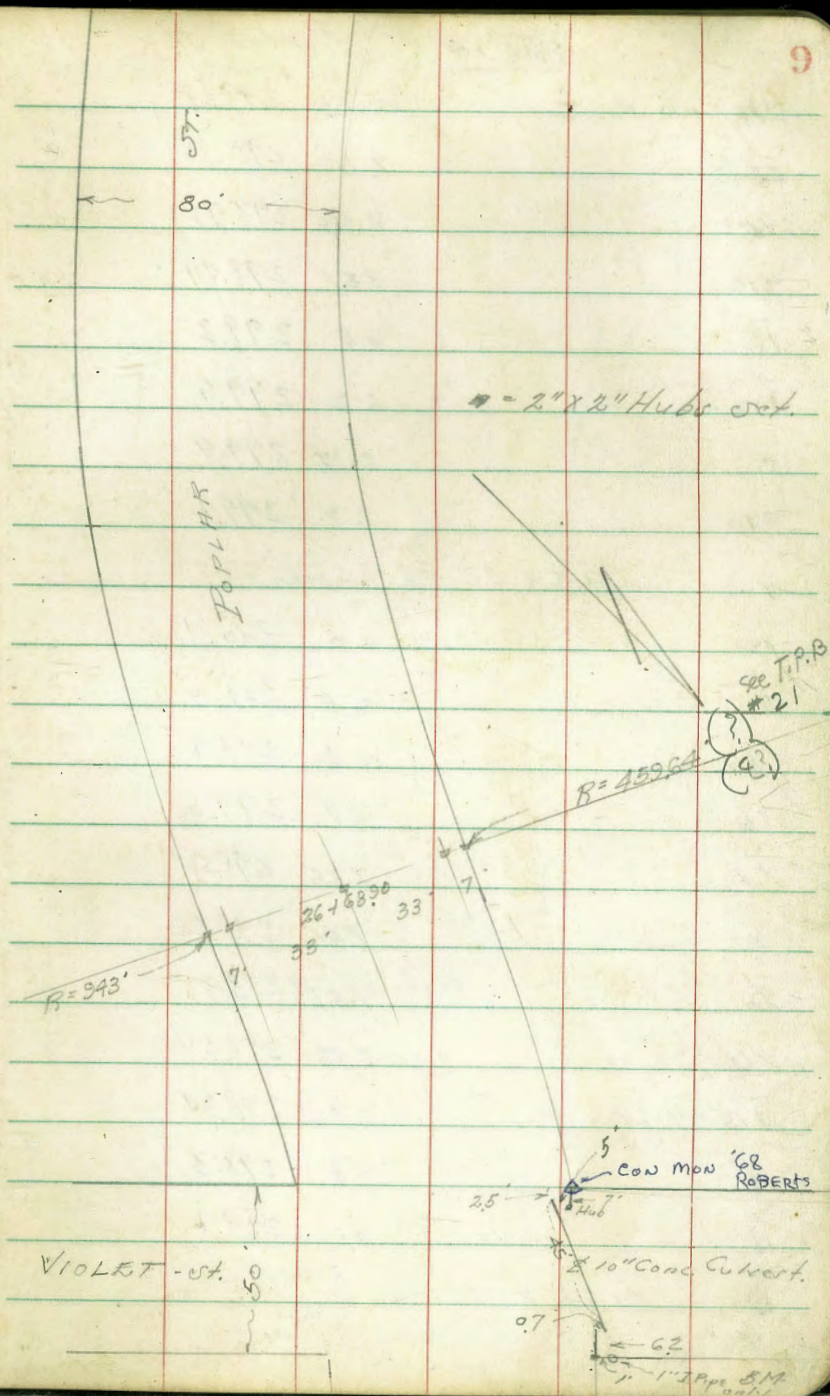 9
St.
80'
= 2" x 2" Hubs set.
POPLAR
see T.P.B
# 21
(?)
R = 459.64
(4?)
7'
26+68.90
33'
33'
R = 943'
7'
5'
CON MON '68
ROBERTS
2.5'
7'
Hub
10" Conc. Culvert.
VIOLET - St.
50'
0.7
6.2
1"
1" I. Pipe B.M.